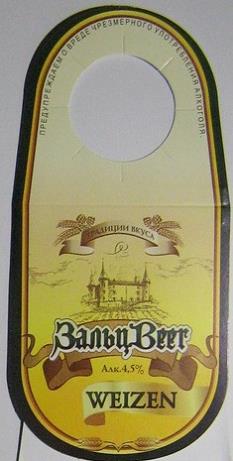 ПРЕДУПРЕЖДАЕМ О ВРЕДЕ ЧРЕЗМЕРНОГО УПОТРЕБЛЕНИЯ АЛКОГОЛЯ.
ТРАДИЦИИ ВКУСА
ЗальцBeer
Алк.4,5%
WEIZEN